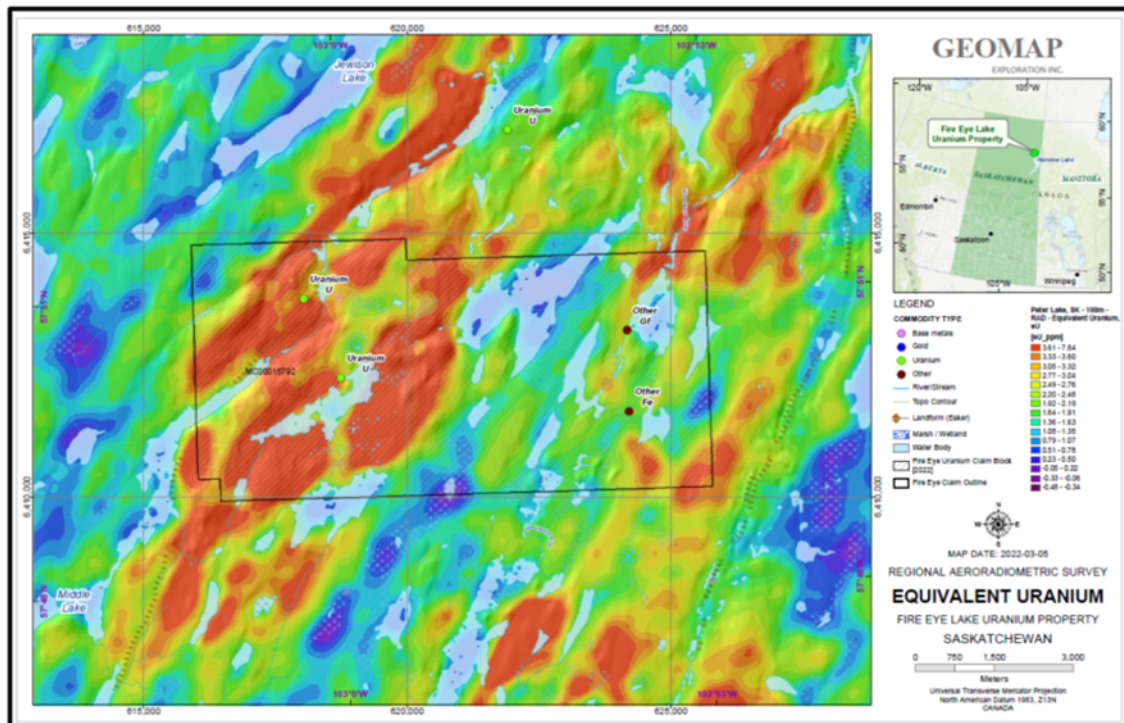 615,000
620,000
625,000
103°0'W
102°53'W
Jewison
Lake
Uranium
U
6,415,000
6,415,000
57°51'N
57°51'N
Uranium
U
Other
Gf
MC00015792
Uranium
U
Other
Fe
6,410,000
6,410,000
Middle
Lake
103°0'W
102°53'W
615,000
620,000
625,000
GEOMAP
EXPLORATION INC.
120°W
105°W
60°N
Fire Eye Lake
Uranium Property
55°N
ALBERTA
SASKATCHEWAN
MANITOBA
CANADA
55°N
Edmonton
Saskatoon
50°N
Winnipeg
50°N
105°W
LEGEND
COMMODITY TYPE
Base metals
Gold
Uranium
Other
River/Stream
Topo Contour
Landform (Esker)
Marsh / Wetland
Water Body
Fire Eye Uranium Claim Block
[2022]
Fire Eye Claim Outline
Peter Lake, SK - 100m -
RAD - Equivalent Uranium,
eU
[eU_ppm]
3.61 - 7.84
3.33 - 3.60
3.05 - 3.32
2.77 - 3.04
2.49 - 2.76
2.20 - 2.48
1.92 - 2.19
1.64 - 1.91
1.36 - 1.63
1.08 - 1.35
0.79 - 1.07
0.51 - 0.78
0.23 - 0.50
-0.05 - 0.22
-0.33 - -0.06
-0.48 - -0.34
N
W
E
S
MAP DATE: 2022-03-05
REGIONAL AERORADIOMETRIC SURVEY
EQUIVALENT URANIUM
FIRE EYE LAKE URANIUM PROPERTY
SASKATCHEWAN
0 750 1,500 3,000
Meters
Universal Transverse Mercator Projection
North American Datum 1983, Z13N
CANADA